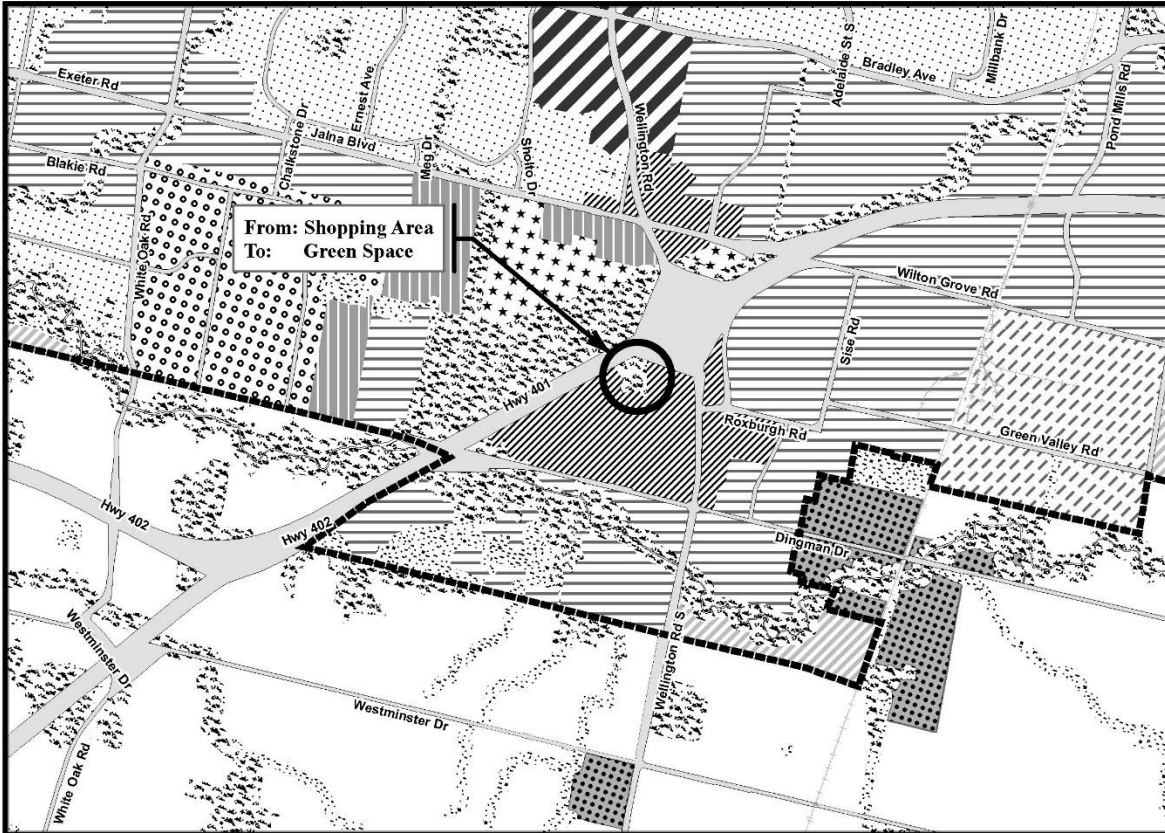 Adelaide St S
Millbank Dr
Bradley Ave
Pond Mills Rd
Exeter Rd
Ernest Ave
Chalkstone Dr
Jalna Blvd
Meg Dr
Sholto Dr
Wellington Rd
Blakie Rd
White Oak Rd
From: Shopping Area
To: Green Space
Wilton Grove Rd
Sise Rd
Hwy 401
Roxburgh Rd
Green Valley Rd
Hwy 402
Hwy 402
Dingman Dr
Westminster Dr
Wellington Rd S
Westminster Dr
White Oak Rd